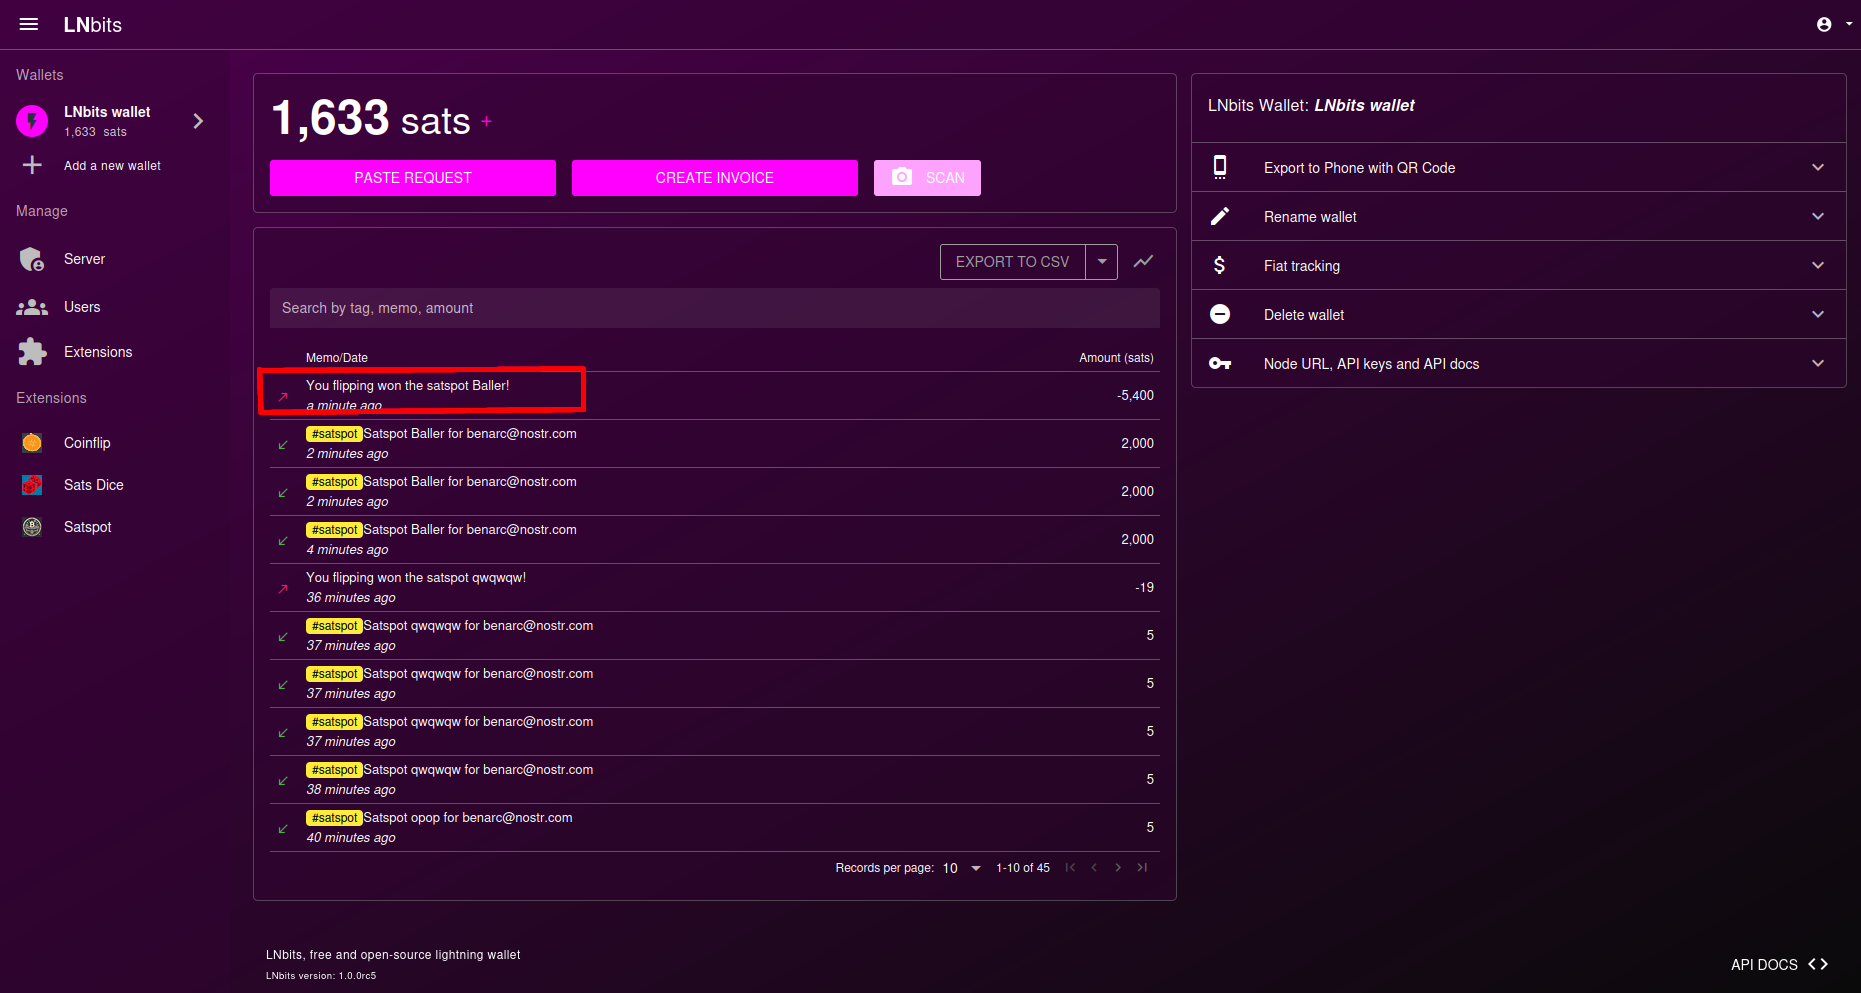 LNbits
Wallets
LNbits wallet
1,633 sats
Add a new wallet
Manage
Server
Users
Extensions
Extensions
Coinflip
Sats Dice
Satspot
1,633 sats +
PASTE REQUEST
CREATE INVOICE
SCAN
EXPORT TO CSV
Search by tag, memo, amount
Memo/Date Amount (sats)
You flipping won the satspot Baller!
a minute ago
-5,400
#satspot Satspot Baller for benarc@nostr.com
2 minutes ago
2,000
#satspot Satspot Baller for benarc@nostr.com
2 minutes ago
2,000
#satspot Satspot Baller for benarc@nostr.com
4 minutes ago
2,000
You flipping won the satspot qwqwqw!
36 minutes ago
-19
#satspot Satspot qwqwqw for benarc@nostr.com
37 minutes ago
5
#satspot Satspot qwqwqw for benarc@nostr.com
37 minutes ago
5
#satspot Satspot qwqwqw for benarc@nostr.com
37 minutes ago
5
#satspot Satspot qwqwqw for benarc@nostr.com
38 minutes ago
5
#satspot Satspot opop for benarc@nostr.com
40 minutes ago
5
Records per page: 10 1-10 of 45
LNbits Wallet: LNbits wallet
Export to Phone with QR Code
Rename wallet
Fiat tracking
Delete wallet
Node URL, API keys and API docs
LNbits, free and open-source lightning wallet
LNbits version: 1.0.0rc5
API DOCS